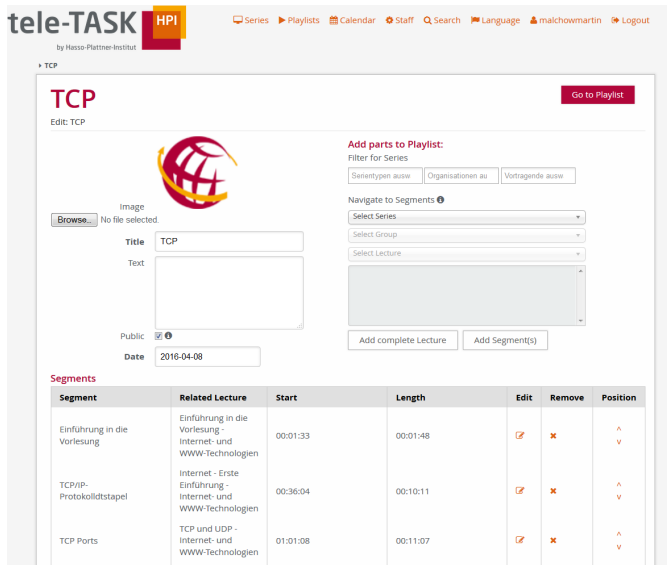 tele-TASK HPI
by Hasso-Plattner-Institut
Series Playlists Calendar Staff Search Language malchowmartin Logout
TCP
TCP
Go to Playlist
Edit: TCP
Image
Browse... No file selected.
Title TCP
Text
Public
Date 2016-04-08
Add parts to Playlist:
Filter for Series
Serientypen ausw Organisationen au Vortragende ausw
Navigate to Segments
Select Series
Select Group
Select Lecture
Add complete Lecture Add Segment(s)
Segments
Segment Related Lecture Start Length Edit Remove Position
Einführung in die
Vorlesung
Einführung in die
Vorlesung -
Internet- und
WWW-Technologien
00:01:33 00:01:48
TCP/IP-
Protokolldtstapel
Internet - Erste
Einführung -
Internet- und
WWW-Technologien
00:36:04 00:10:11
TCP Ports
TCP und UDP -
Internet- und
WWW-Technologien
01:01:08 00:11:07